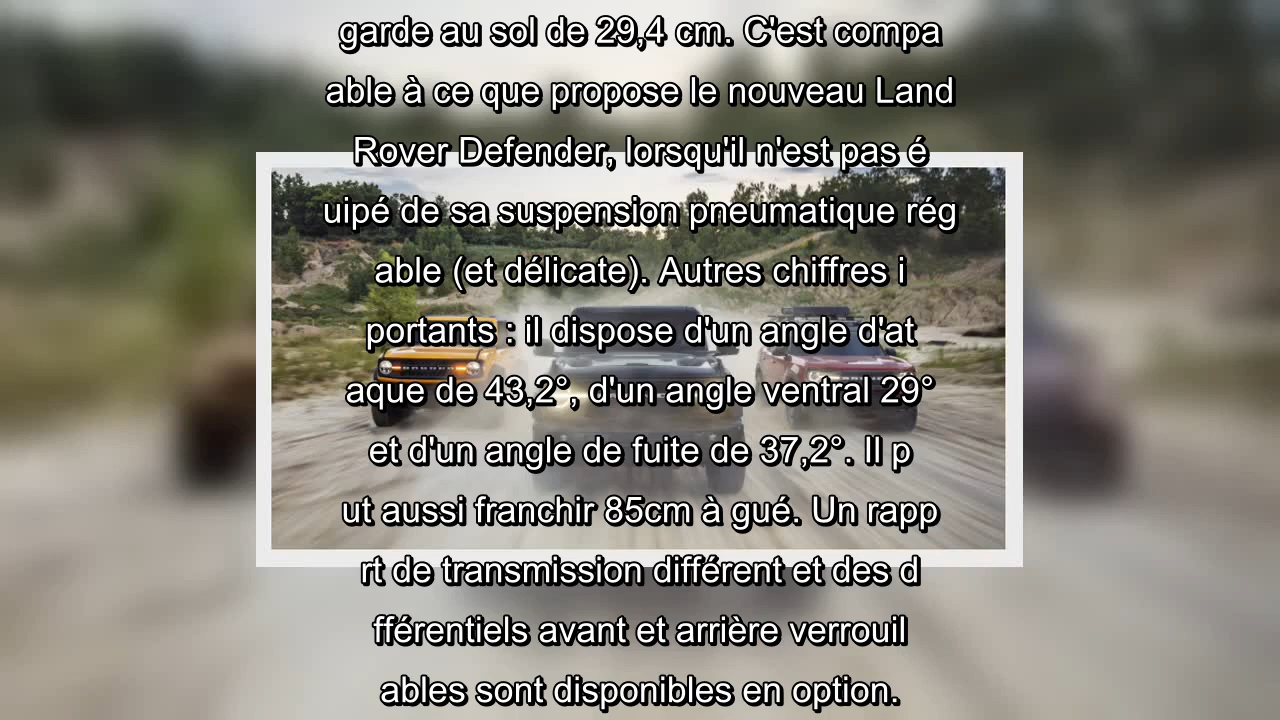 garde au sol de 29,4 cm. C'est compa
able à ce que propose le nouveau Land
Rover Defender, lorsqu'il n'est pas é
uipé de sa suspension pneumatique rég
able (et délicate). Autres chiffres i
portants : il dispose d'un angle d'at
aque de 43,2°, d'un angle ventral 29°
et d'un angle de fuite de 37,2°. Il p
ut aussi franchir 85cm à gué. Un rapp
rt de transmission différent et des d
fférentiels avant et arrière verrouil
ables sont disponibles en option.